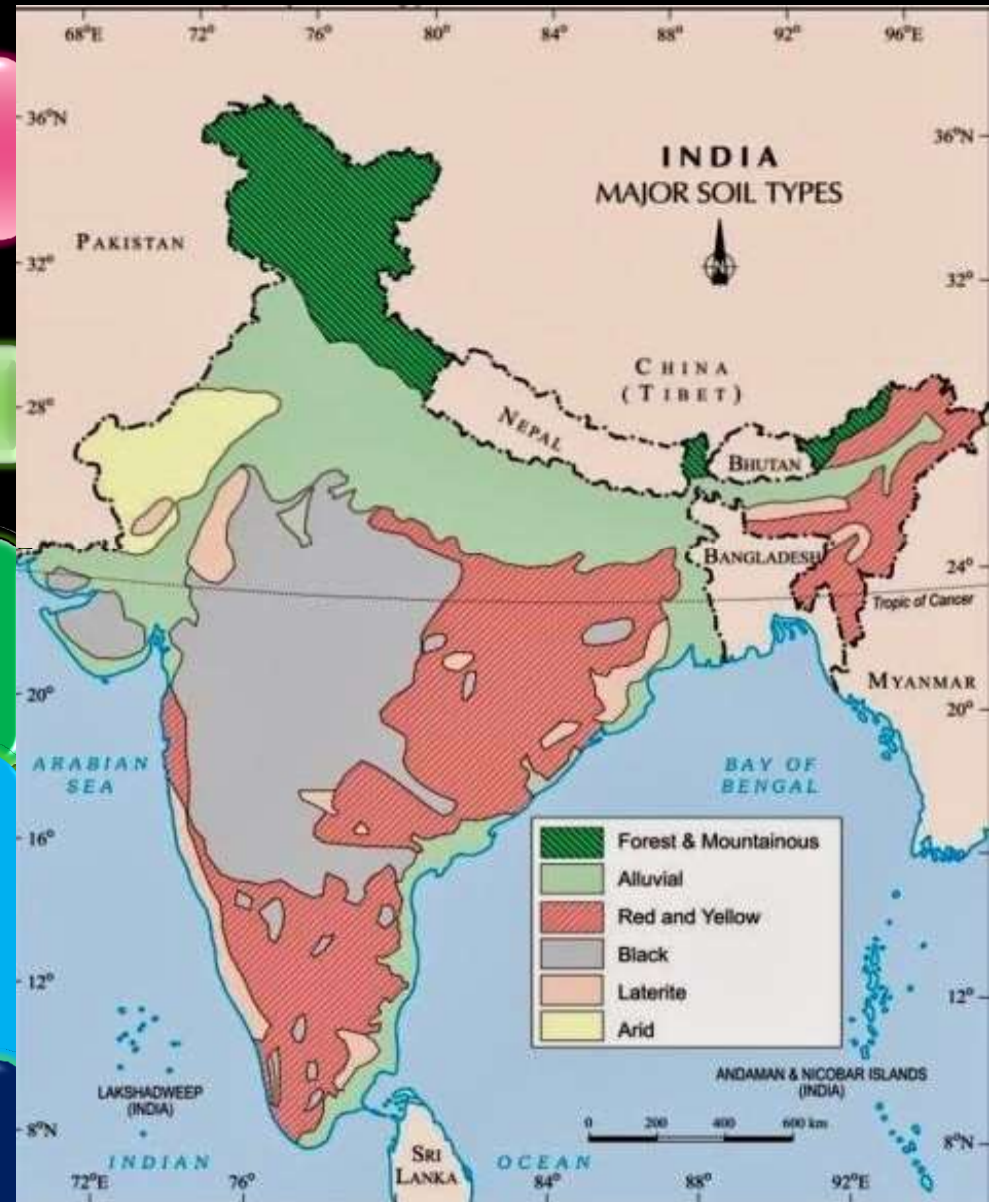 68°E 72° 76° 80° 84° 88° 92° 96°E
36°N
36°N
INDIA
MAJOR SOIL TYPES
N
PAKISTAN
32°
32°
CHINA
(TIBET)
28°
28°
NEPAL
BHUTAN
BANGLADESH
24°
Tropic of Cancer
MYANMAR
20°
20°
ARABIAN
SEA
BAY OF
BENGAL
16°
Forest & Mountainous
Alluvial
Red and Yellow
Black
Laterite
Arid
12°
12°
LAKSHADWEEP
(INDIA)
ANDAMAN & NICOBAR ISLANDS
(INDIA)
0 200 400 600 km
8°N
8°N
SRI
LANKA
INDIAN OCEAN
72°E 76° 84° 88° 92°E